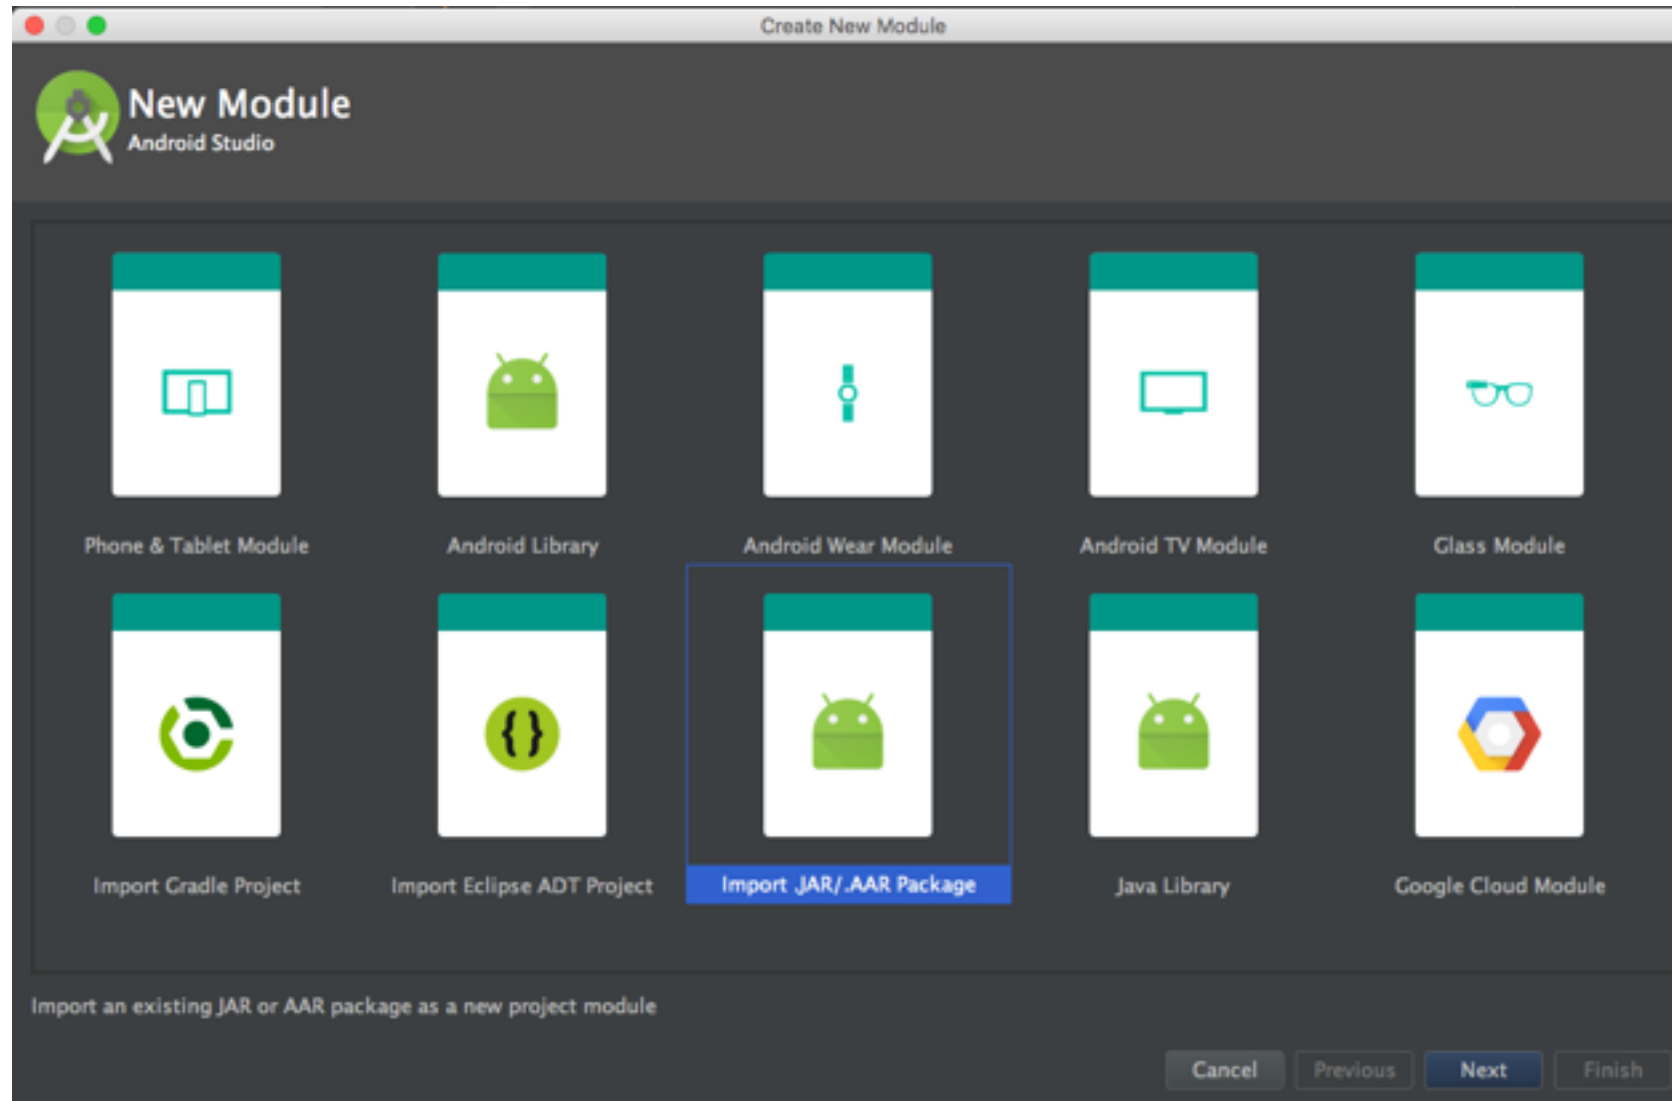 Create New Module
New Module
Android Studio
Phone & Tablet Module
Android Library
Android Wear Module
Android TV Module
Glass Module
{}
Import Gradle Project
Import Eclipse ADT Project
Import .JAR/.AAR Package
Java Library
Google Cloud Module
Import an existing JAR or AAR package as a new project module
Cancel
Previous
Next
Finish